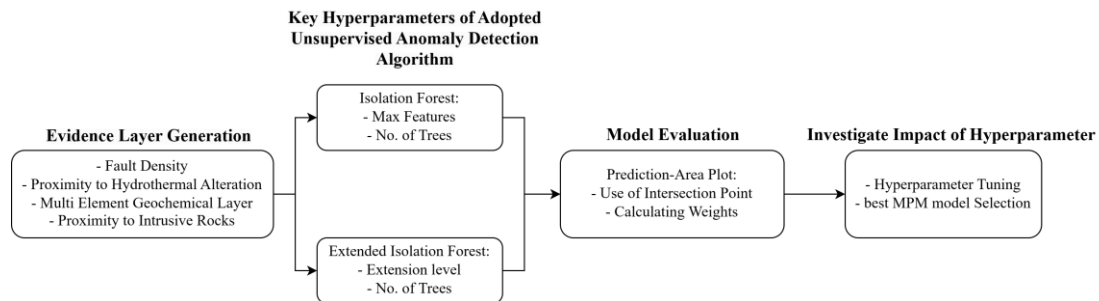 Key Hyperparameters of Adopted
Unsupervised Anomaly Detection
Algorithm
Isolation Forest:
- Max Features
- No. of Trees
Evidence Layer Generation
- Fault Density
- Proximity to Hydrothermal Alteration
- Multi Element Geochemical Layer
- Proximity to Intrusive Rocks
Extended Isolation Forest:
- Extension level
- No. of Trees
Model Evaluation
Prediction-Area Plot:
- Use of Intersection Point
- Calculating Weights
Investigate Impact of Hyperparameter
- Hyperparameter Tuning
- best MPM model Selection